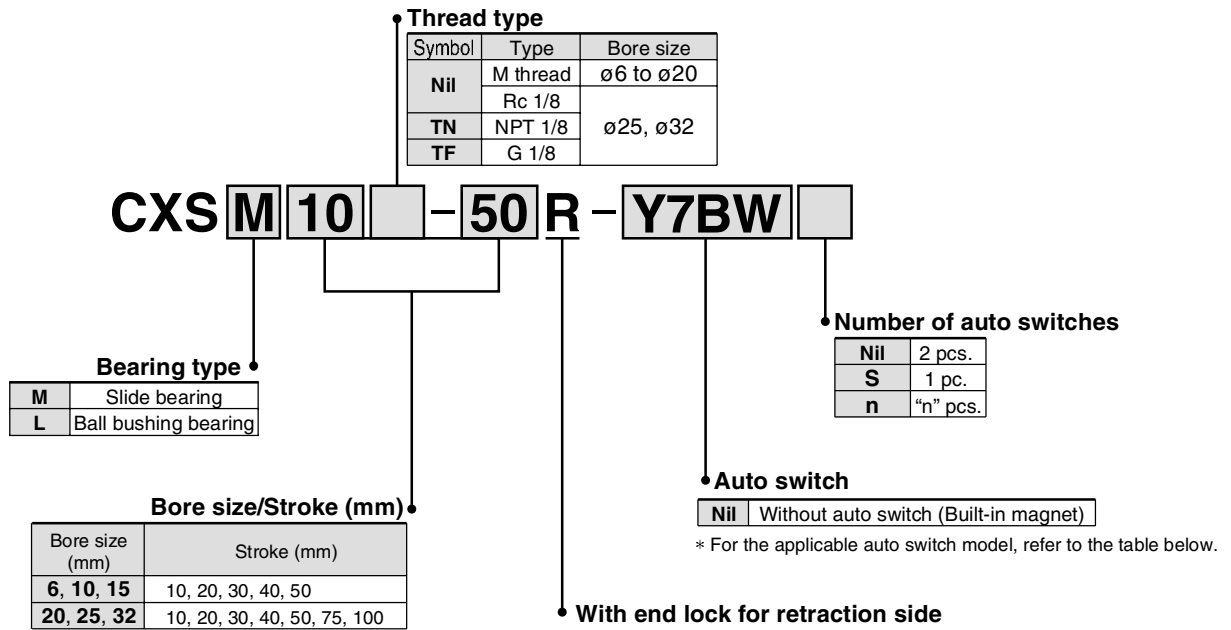 Thread type
Symbol Type Bore size
Nil M thread ø6 to ø20
Rc 1/8
TN NPT 1/8 ø25, ø32
TF G 1/8
CXS M 10 – 50 R – Y7BW
Number of auto switches
Nil 2 pcs.
S 1 pc.
n “n” pcs.
Bearing type
M Slide bearing
L Ball bushing bearing
Auto switch
Nil Without auto switch (Built-in magnet)
* For the applicable auto switch model, refer to the table below.
Bore size/Stroke (mm)
Bore size (mm) Stroke (mm)
6, 10, 15 10, 20, 30, 40, 50
20, 25, 32 10, 20, 30, 40, 50, 75, 100
With end lock for retraction side